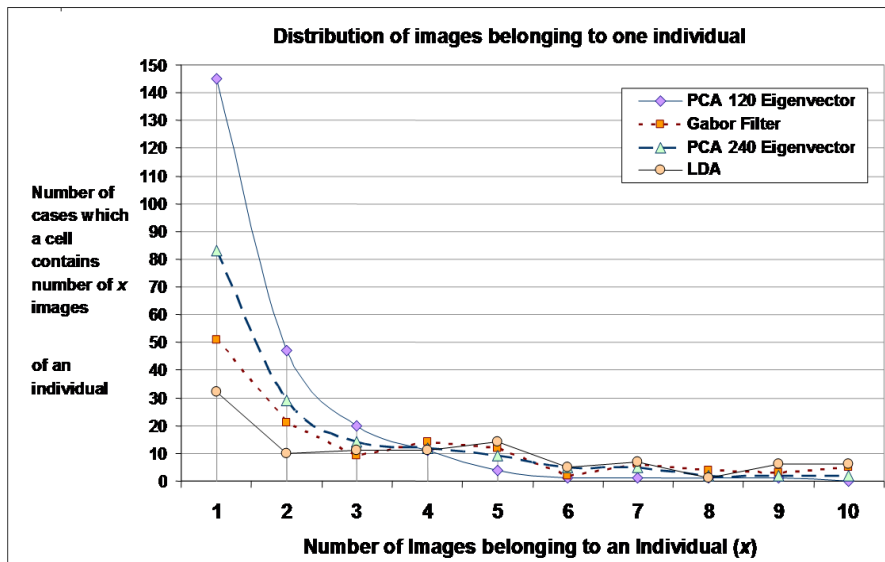 Distribution of images belonging to one individual
150
140
130
120
110
100
90
80
70
60
50
40
30
20
10
0
Number of
cases which
a cell
contains
number of x
images
of an
individual
PCA 120 Eigenvector
Gabor Filter
PCA 240 Eigenvector
LDA
1 2 3 4 5 6 7 8 9 10
Number of Images belonging to an Individual (x)